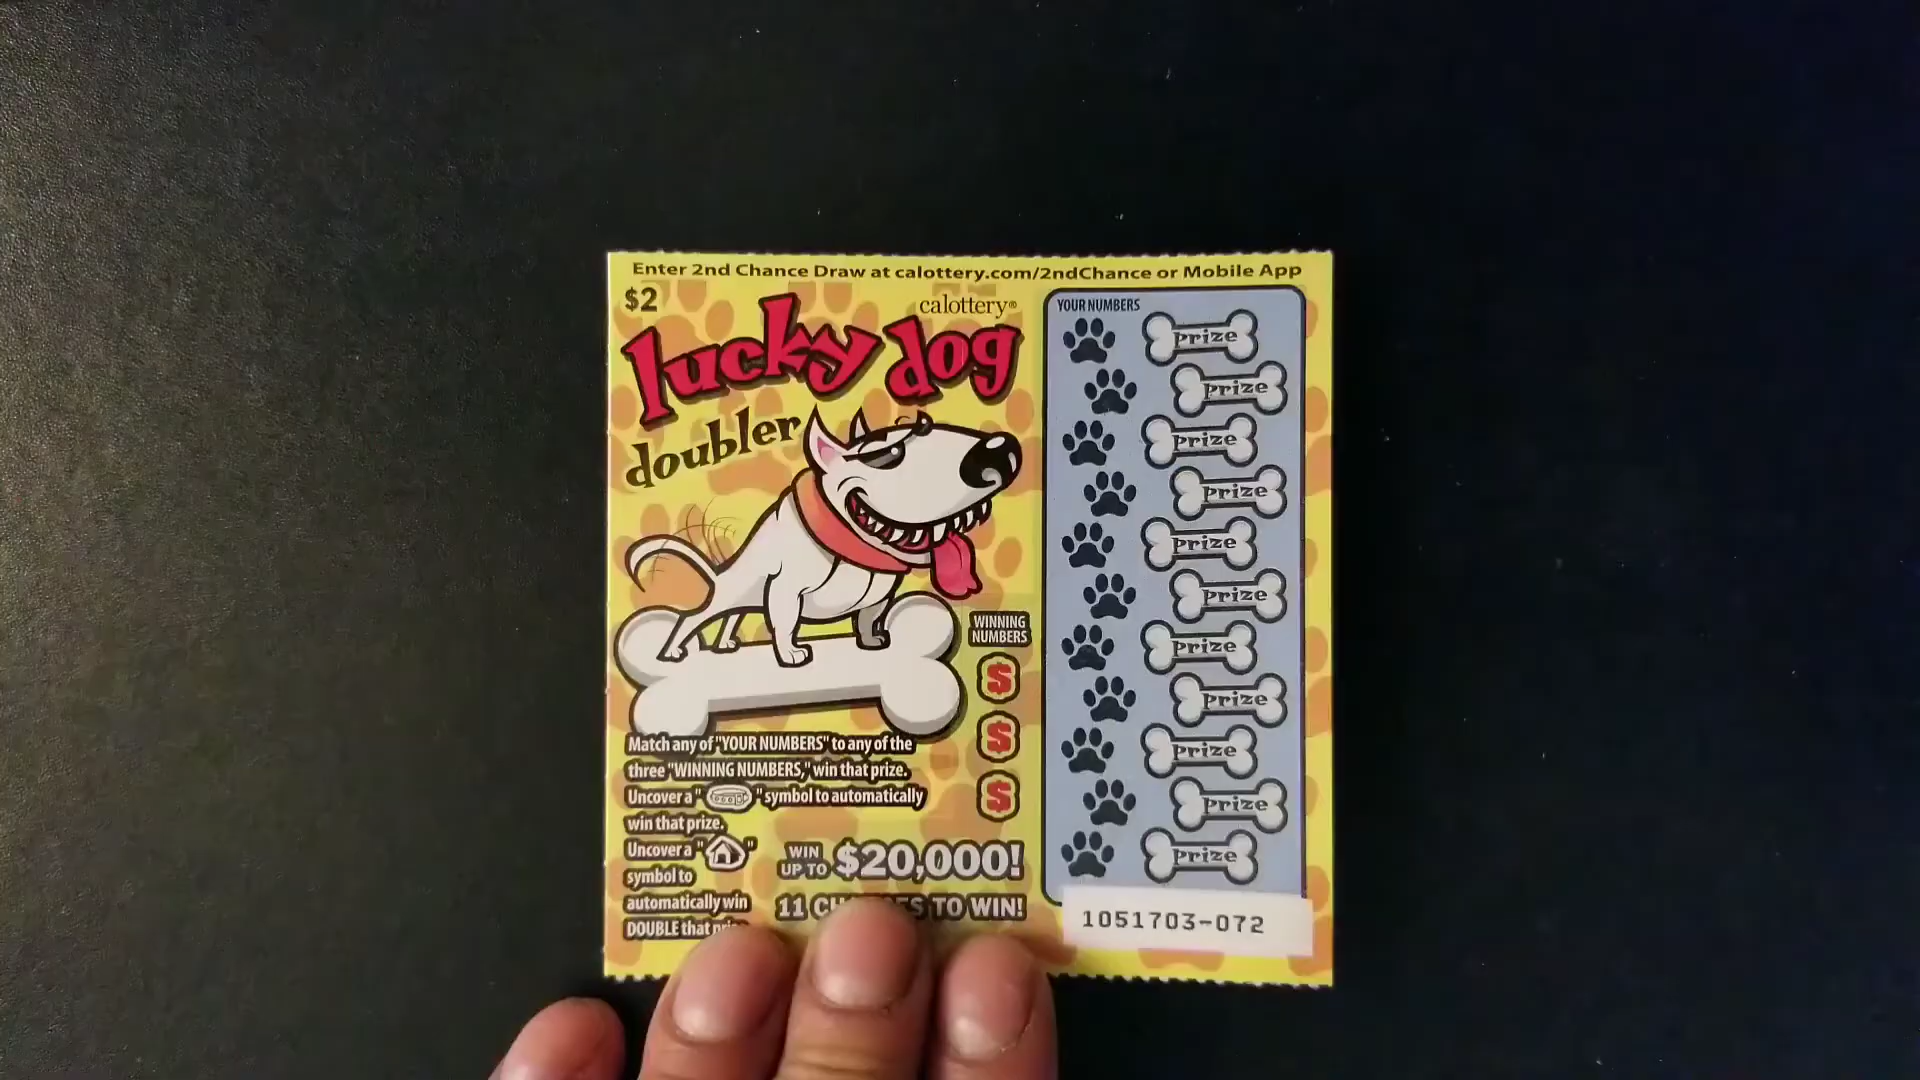 Enter 2nd Chance Draw at calottery.com/2ndChance or Mobile App
$2
calottery®
lucky dog
doubler
WINNING
NUMBERS
$
$
$
Match any of "YOUR NUMBERS" to any of the
three "WINNING NUMBERS," win that prize.
Uncover a " " symbol to automatically
win that prize.
Uncover a " "
symbol to
automatically win
DOUBLE that
WIN
UP TO $20,000!
11 TO WIN!
YOUR NUMBERS
prize
prize
prize
prize
prize
prize
prize
prize
prize
prize
prize
1051703-072